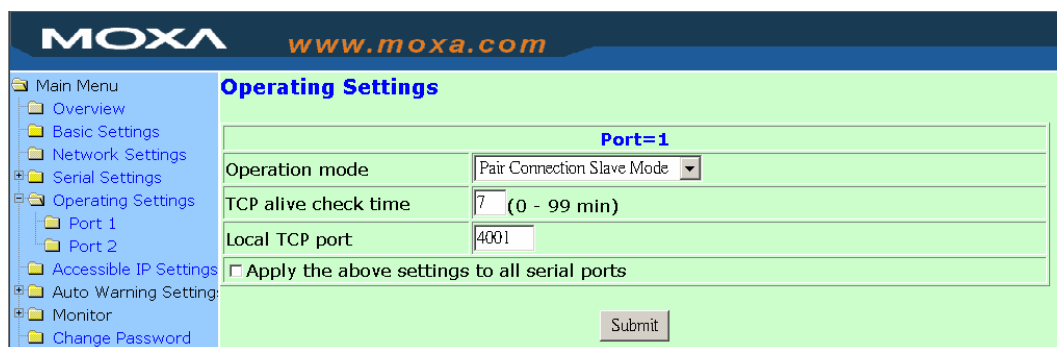 MOXA www.moxa.com
Main Menu
Overview
Basic Settings
Network Settings
Serial Settings
Operating Settings
Port 1
Port 2
Accessible IP Settings
Auto Warning Setting
Monitor
Change Password
Operating Settings
Port=1
Operation mode Pair Connection Slave Mode
TCP alive check time 7 (0 - 99 min)
Local TCP port 4001
Apply the above settings to all serial ports
Submit